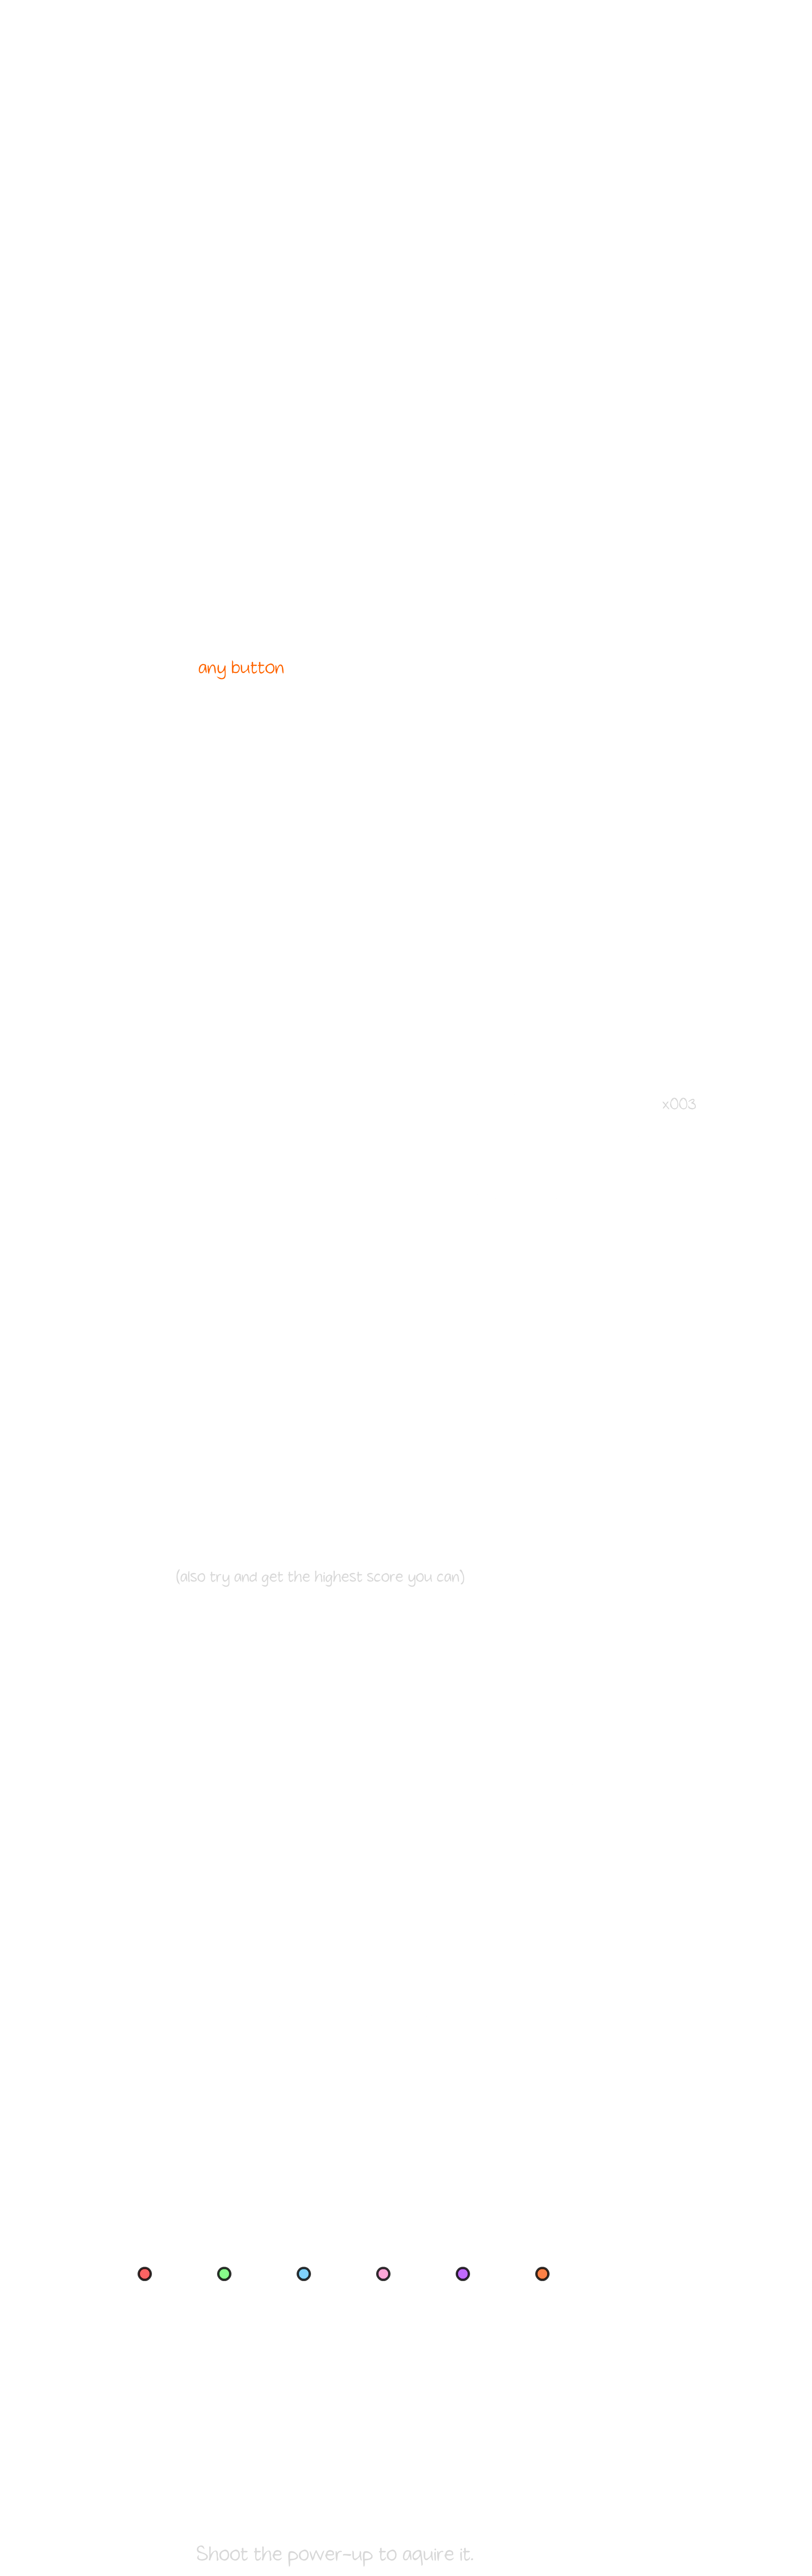 any button
x003
(also try and get the highest score you can)
Shoot the power-up to aquire it.